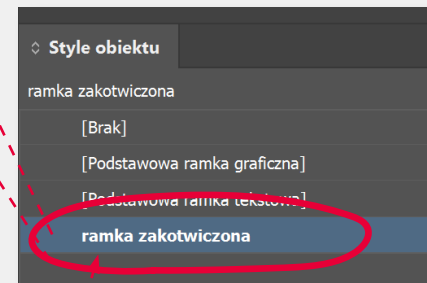 Style obiektu
ramka zakotwiczona
[Brak]
[Podstawowa ramka graficzna]
[Podstawowa ramka tekstowa]
ramka zakotwiczona